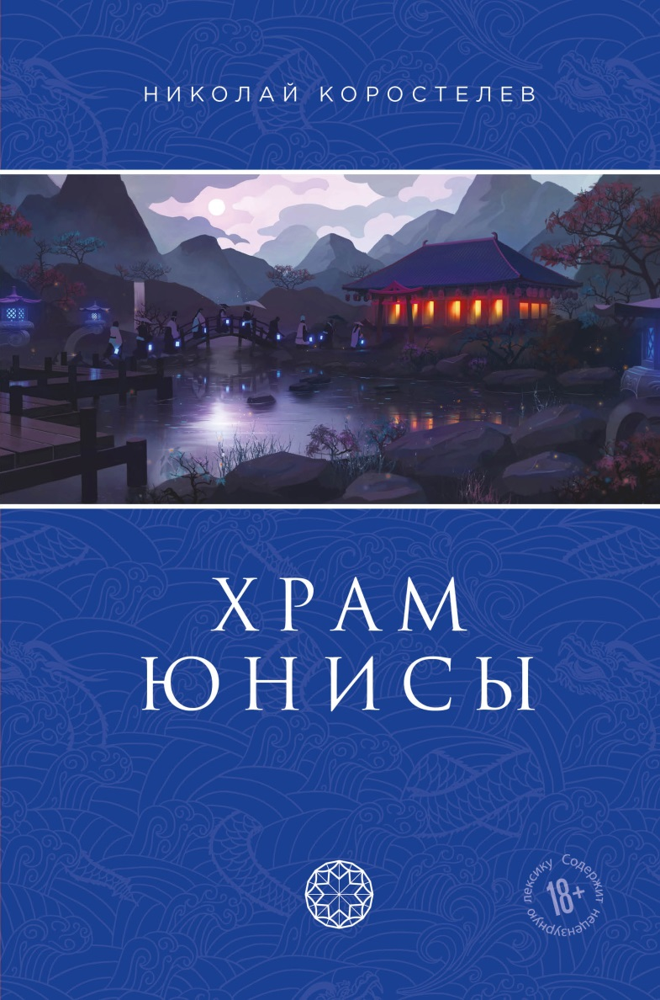 НИКОЛАЙ КОРОСТЕЛЕВ
ХРАМ
ЮНИСЫ
Содержит нецензурную лексику
18+